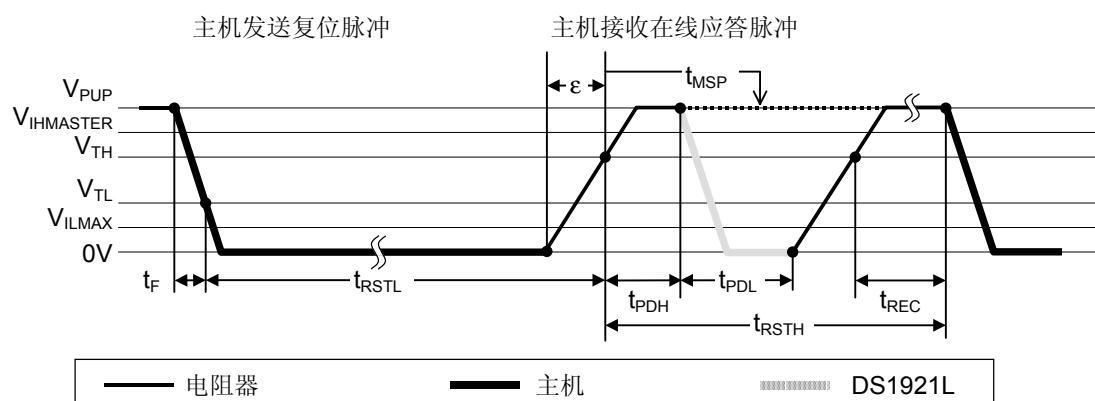 主机发送复位脉冲 主机接收在线应答脉冲
ε tMSP
VPUP
VIHMASTER
VTH
VTL
VILMAX
0V
tF tRSTL tPDH tPDL tREC
tRSTH
电阻器 主机 DS1921L